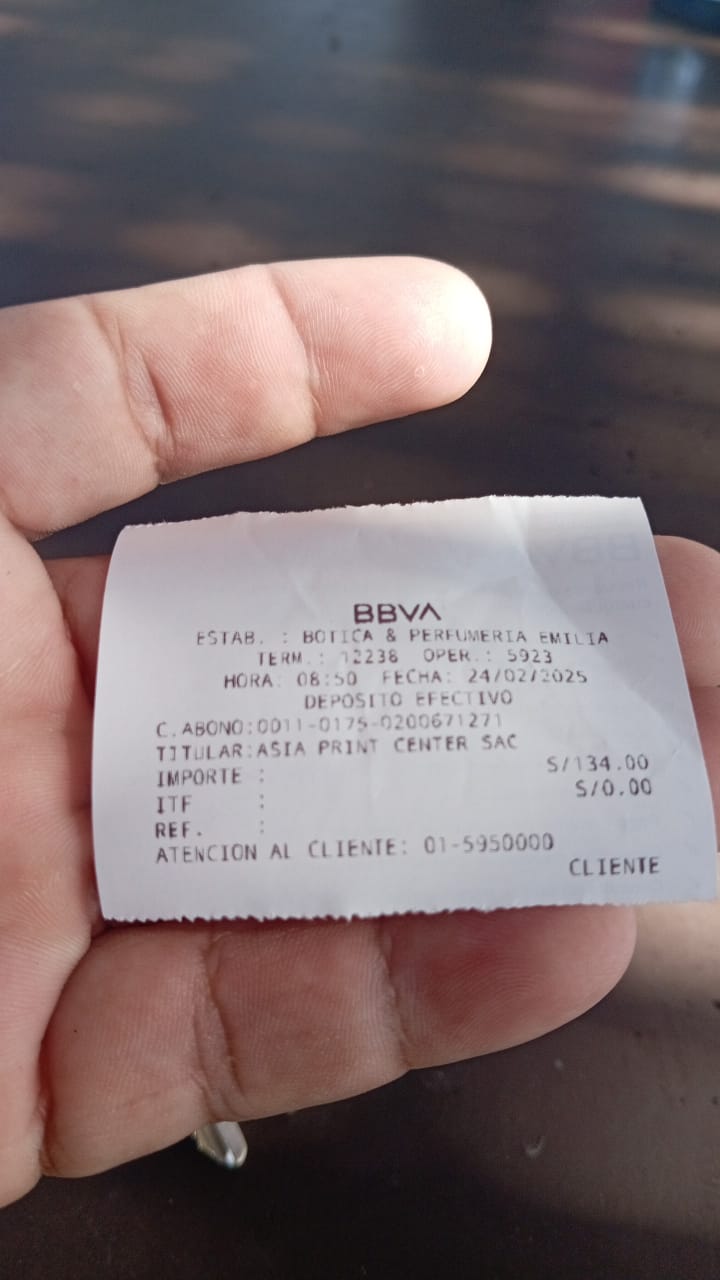 BBVA
ESTAB. : BOTICA & PERFUMERIA EMILIA
TERM.: 12238 OPER.: 5923
HORA: 08:50 FECHA: 24/02/2025
DEPOSITO EFECTIVO
C.ABONO:0011-0175-0200671271
TITULAR:ASIA PRINT CENTER SAC
IMPORTE : S/134.00
ITF : S/0.00
REF. :
ATENCION AL CLIENTE: 01-5950000
CLIENTE